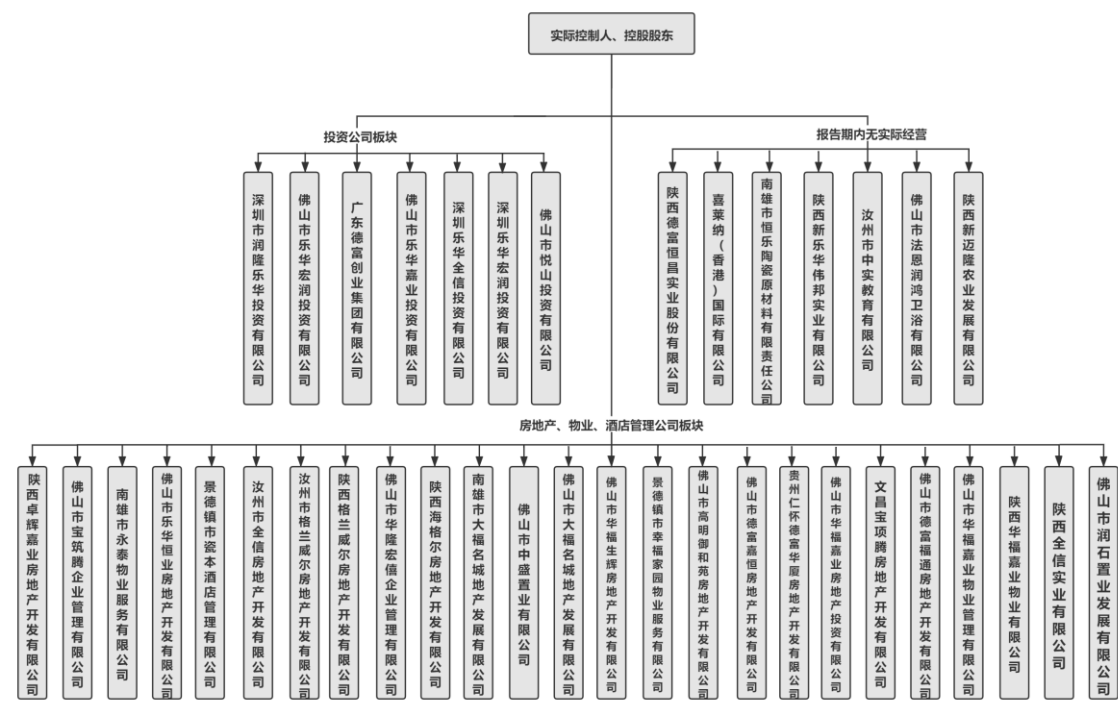 实际控制人、控股股东
投资公司板块
报告期内无实际经营
深圳市润隆乐华投资有限公司
佛山市乐华宏润投资有限公司
广东德富创业集团有限公司
佛山市乐华嘉业投资有限公司
深圳乐华全信投资有限公司
深圳乐华宏润投资有限公司
佛山市悦山投资有限公司
陕西德富恒昌实业股份有限公司
喜莱纳（香港）国际有限公司
南雄市恒乐陶瓷原材料有限责任公司
陕西新乐华伟邦实业有限公司
汝州市中实教育有限公司
佛山市法恩润鸿卫浴有限公司
陕西新迈隆农业发展有限公司
房地产、物业、酒店管理公司板块
陕西卓辉嘉业房地产开发有限公司
佛山市宝筑腾企业管理有限公司
南雄市永泰物业服务有限公司
佛山市乐华恒业房地产开发有限公司
景德镇市瓷本酒店管理有限公司
汝州市全信房地产开发有限公司
汝州市格兰威尔房地产开发有限公司
陕西格兰威尔房地产开发有限公司
佛山市华隆宏僖企业管理有限公司
陕西海格尔房地产开发有限公司
南雄市大福名城地产发展有限公司
佛山市中盛置业有限公司
佛山市大福名城地产发展有限公司
佛山市华福生辉房地产开发有限公司
景德镇市幸福家园物业服务有限公司
佛山市高明御和苑房地产开发有限公司
佛山市德富嘉恒房地产开发有限公司
贵州仁怀德富华厦房地产开发有限公司
佛山市华福嘉业房地产投资有限公司
文昌宝项腾房地产开发有限公司
佛山市德富福通房地产开发有限公司
佛山市华福嘉业物业管理有限公司
陕西华福嘉业物业有限公司
陕西全信实业有限公司
佛山市润石置业发展有限公司